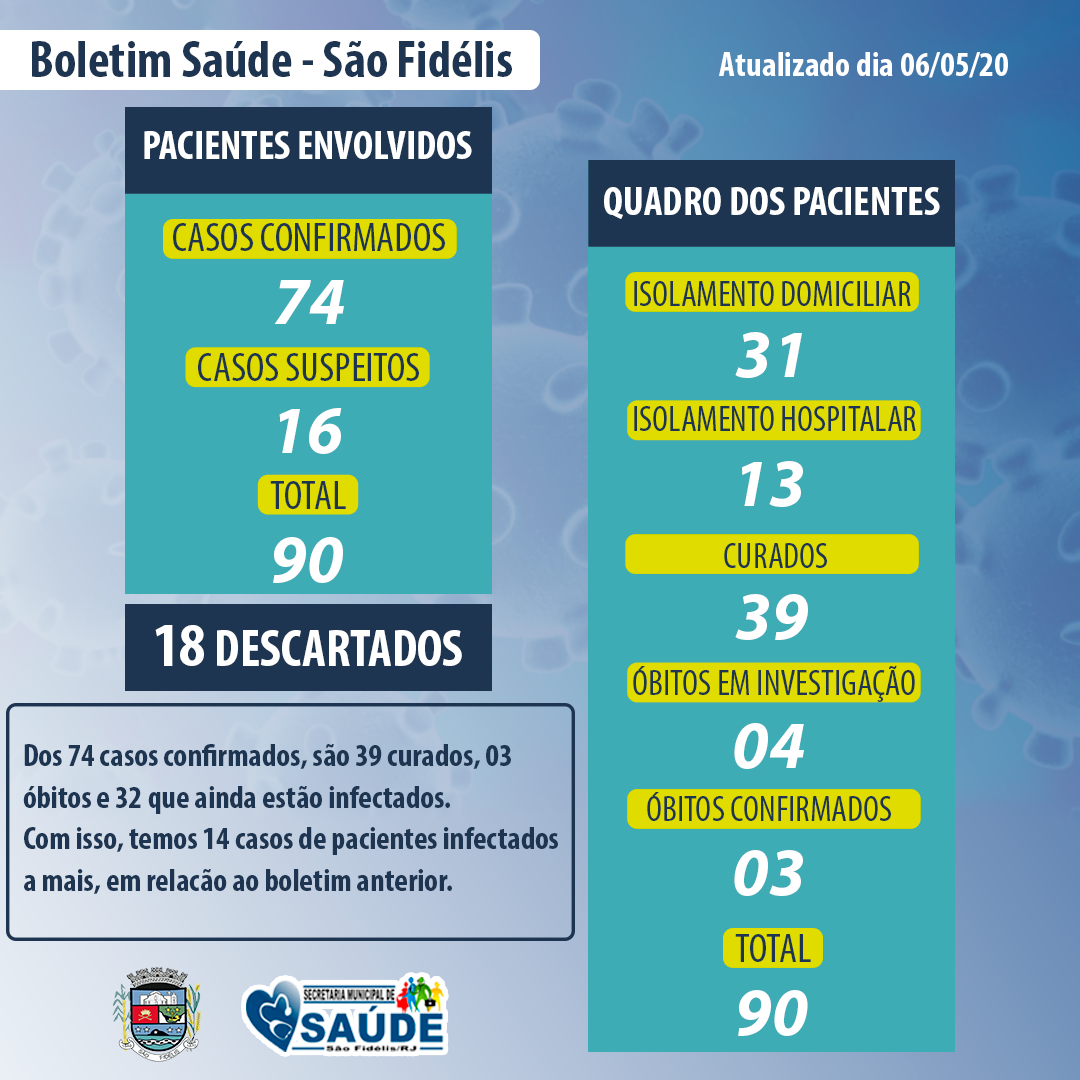 Boletim Saúde - São Fidélis
Atualizado dia 06/05/20
PACIENTES ENVOLVIDOS
CASOS CONFIRMADOS
74
CASOS SUSPEITOS
16
TOTAL
90
18 DESCARTADOS
QUADRO DOS PACIENTES
ISOLAMENTO DOMICILIAR
31
ISOLAMENTO HOSPITALAR
13
CURADOS
39
ÓBITOS EM INVESTIGAÇÃO
04
ÓBITOS CONFIRMADOS
03
TOTAL
90
Dos 74 casos confirmados, são 39 curados, 03
óbitos e 32 que ainda estão infectados.
Com isso, temos 14 casos de pacientes infectados
a mais, em relacão ao boletim anterior.
SÃO FIDÉLIS
SECRETARIA MUNICIPAL DE
SAÚDE
São Fidélis/RJ